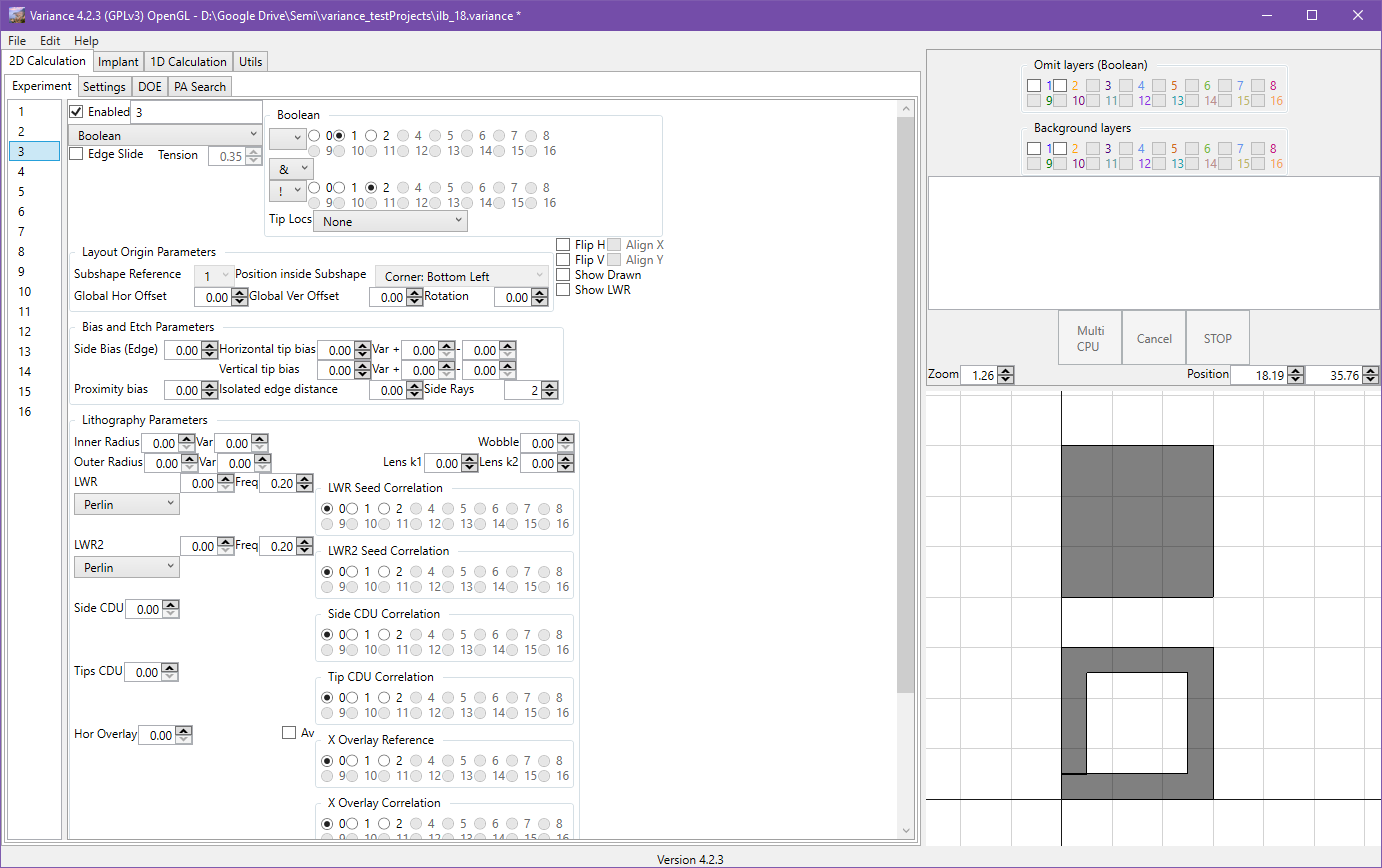 Variance 4.2.3 (GPLv3) OpenGL - D:\Google Drive\Semi\variance_testProjects\ilb_18.variance *
File Edit Help
2D Calculation Implant 1D Calculation Utils
Experiment Settings DOE PA Search
1
2
3
4
5
6
7
8
9
10
11
12
13
14
15
16
Enabled 3
Boolean
Edge Slide Tension 0.35
Boolean
0 1 2 4 5 6 7 8
9 10 11 12 13 14 15 16
&
! 0 1 2 4 5 6 7 8
9 10 11 12 13 14 15 16
Tip Locs None
Layout Origin Parameters
Subshape Reference 1 Position inside Subshape Corner: Bottom Left
Global Hor Offset 0.00 Global Ver Offset 0.00 Rotation 0.00
Flip H Align X
Flip V Align Y
Show Drawn
Show LWR
Bias and Etch Parameters
Side Bias (Edge) 0.00 Horizontal tip bias 0.00 Var + 0.00 - 0.00
Vertical tip bias 0.00 Var + 0.00 - 0.00
Proximity bias 0.00 Isolated edge distance 0.00 Side Rays 2
Lithography Parameters
Inner Radius 0.00 Var 0.00 Wobble 0.00
Outer Radius 0.00 Var 0.00 Lens k1 0.00 Lens k2 0.00
LWR 0.00 Freq 0.20
Perlin
LWR Seed Correlation
0 1 2 4 5 6 7 8
9 10 11 12 13 14 15 16
LWR2 0.00 Freq 0.20
Perlin
LWR2 Seed Correlation
0 1 2 4 5 6 7 8
9 10 11 12 13 14 15 16
Side CDU 0.00
Side CDU Correlation
0 1 2 4 5 6 7 8
9 10 11 12 13 14 15 16
Tips CDU 0.00
Tip CDU Correlation
0 1 2 4 5 6 7 8
9 10 11 12 13 14 15 16
Hor Overlay 0.00 Av
X Overlay Reference
0 1 2 4 5 6 7 8
9 10 11 12 13 14 15 16
X Overlay Correlation
0 1 2 4 5 6 7 8
9 10 11 12 13 14 15 16
Omit layers (Boolean)
1 2 3 4 5 6 7 8
9 10 11 12 13 14 15 16
Background layers
1 2 3 4 5 6 7 8
9 10 11 12 13 14 15 16
Multi
CPU
Cancel
STOP
Zoom 1.26 Position 18.19 35.76
Version 4.2.3